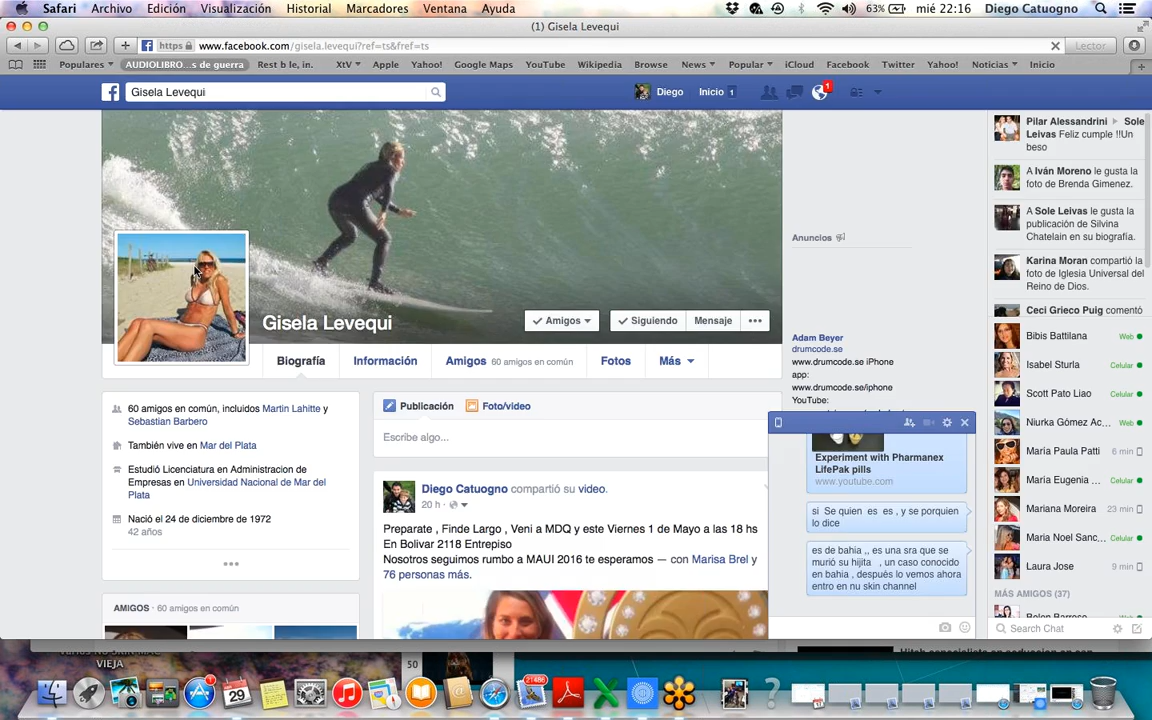 Safari Archivo Edición Visualización Historial Marcadores Ventana Ayuda 63% mié 22:16 Diego Catuogno
(1) Gisela Levequi
https www.facebook.com/gisela.levequi?ref=ts&fref=ts Lector
Populares AUDIOLIBRO...s de guerra Rest b le, in. XtV Apple Yahoo! Google Maps YouTube Wikipedia Browse News Popular iCloud Facebook Twitter Yahoo! Noticias Inicio
Gisela Levequi Diego Inicio 1 1
Gisela Levequi
Amigos Siguiendo Mensaje
Biografía Información Amigos 60 amigos en común Fotos Más
60 amigos en común, incluidos Martin Lahitte y
Sebastian Barbero
También vive en Mar del Plata
Estudió Licenciatura en Administracion de
Empresas en Universidad Nacional de Mar del
Plata
Nació el 24 de diciembre de 1972
42 años
AMIGOS · 60 amigos en común
Publicación Foto/video
Escribe algo...
Diego Catuogno compartió su video.
20 h ·
Preparate , Finde Largo , Veni a MDQ y este Viernes 1 de Mayo a las 18 hs
En Bolivar 2118 Entrepiso
Nosotros seguimos rumbo a MAUI 2016 te esperamos — con Marisa Brel y
76 personas más.
Anuncios
Adam Beyer
drumcode.se
www.drumcode.se iPhone
app:
www.drumcode.se/iphone
YouTube:
Experiment with Pharmanex
LifePak pills
www.youtube.com
si Se quien es es , y se porquien
lo dice
es de bahia ,, es una sra que se
murió su hijita , un caso conocido
en bahia , después lo vemos ahora
entro en nu skin channel
Pilar Alessandrini Sole
Leivas Feliz cumple !!Un
beso
A Iván Moreno le gusta la
foto de Brenda Gimenez.
A Sole Leivas le gusta la
publicación de Silvina
Chatelain en su biografía.
Karina Moran compartió la
foto de Iglesia Universal del
Reino de Dios.
Ceci Grieco Puig comentó
Bibis Battilana Web
Isabel Sturla Celular
Scott Pato Liao Celular
Niurka Gómez Ac... Web
María Paula Patti 6 min
María Eugenia ... Celular
Mariana Moreira 23 min
Maria Noel Sanc... Celular
Laura Jose 9 min
MÁS AMIGOS (37)
Search Chat
VIEJA
50
21486
29